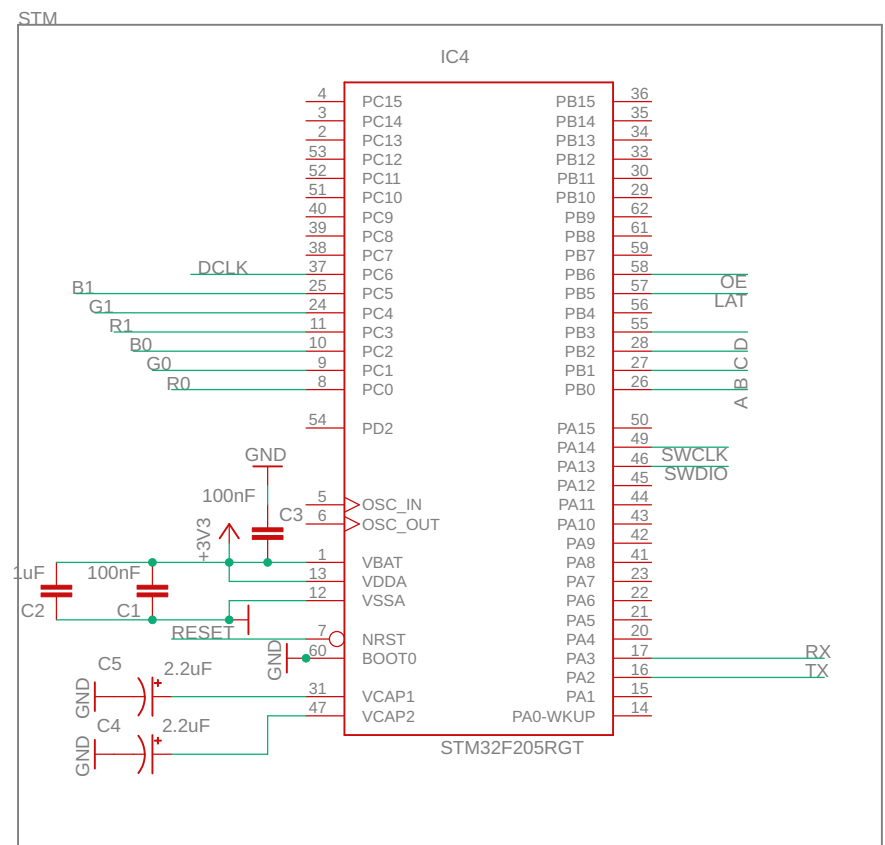 STM
IC4
4 PC15 PB15 36
3 PC14 PB14 35
2 PC13 PB13 34
53 PC12 PB12 33
52 PC11 PB11 30
51 PC10 PB10 29
40 PC9 PB9 62
39 PC8 PB8 61
38 PC7 PB7 59
DCLK 37 PC6 PB6 58 OE
B1 25 PC5 PB5 57 LAT
G1 24 PC4 PB4 56
R1 11 PC3 PB3 55 D
B0 10 PC2 PB2 28 C
G0 9 PC1 PB1 27 B
R0 8 PC0 PB0 26 A
54 PD2 PA15 50
PA14 49 SWCLK
PA13 46 SWDIO
PA12 45
GND
100nF C3 5 OSC_IN PA11 44
6 OSC_OUT PA10 43
+3V3 PA9 42
1 VBAT PA8 41
1uF C2 100nF C1 13 VDDA PA7 23
12 VSSA PA6 22
PA5 21
RESET 7 NRST PA4 20
GND 60 BOOT0 PA3 17 RX
PA2 16 TX
GND C5 2.2uF 31 VCAP1 PA1 15
GND C4 2.2uF 47 VCAP2 PA0-WKUP 14
STM32F205RGT